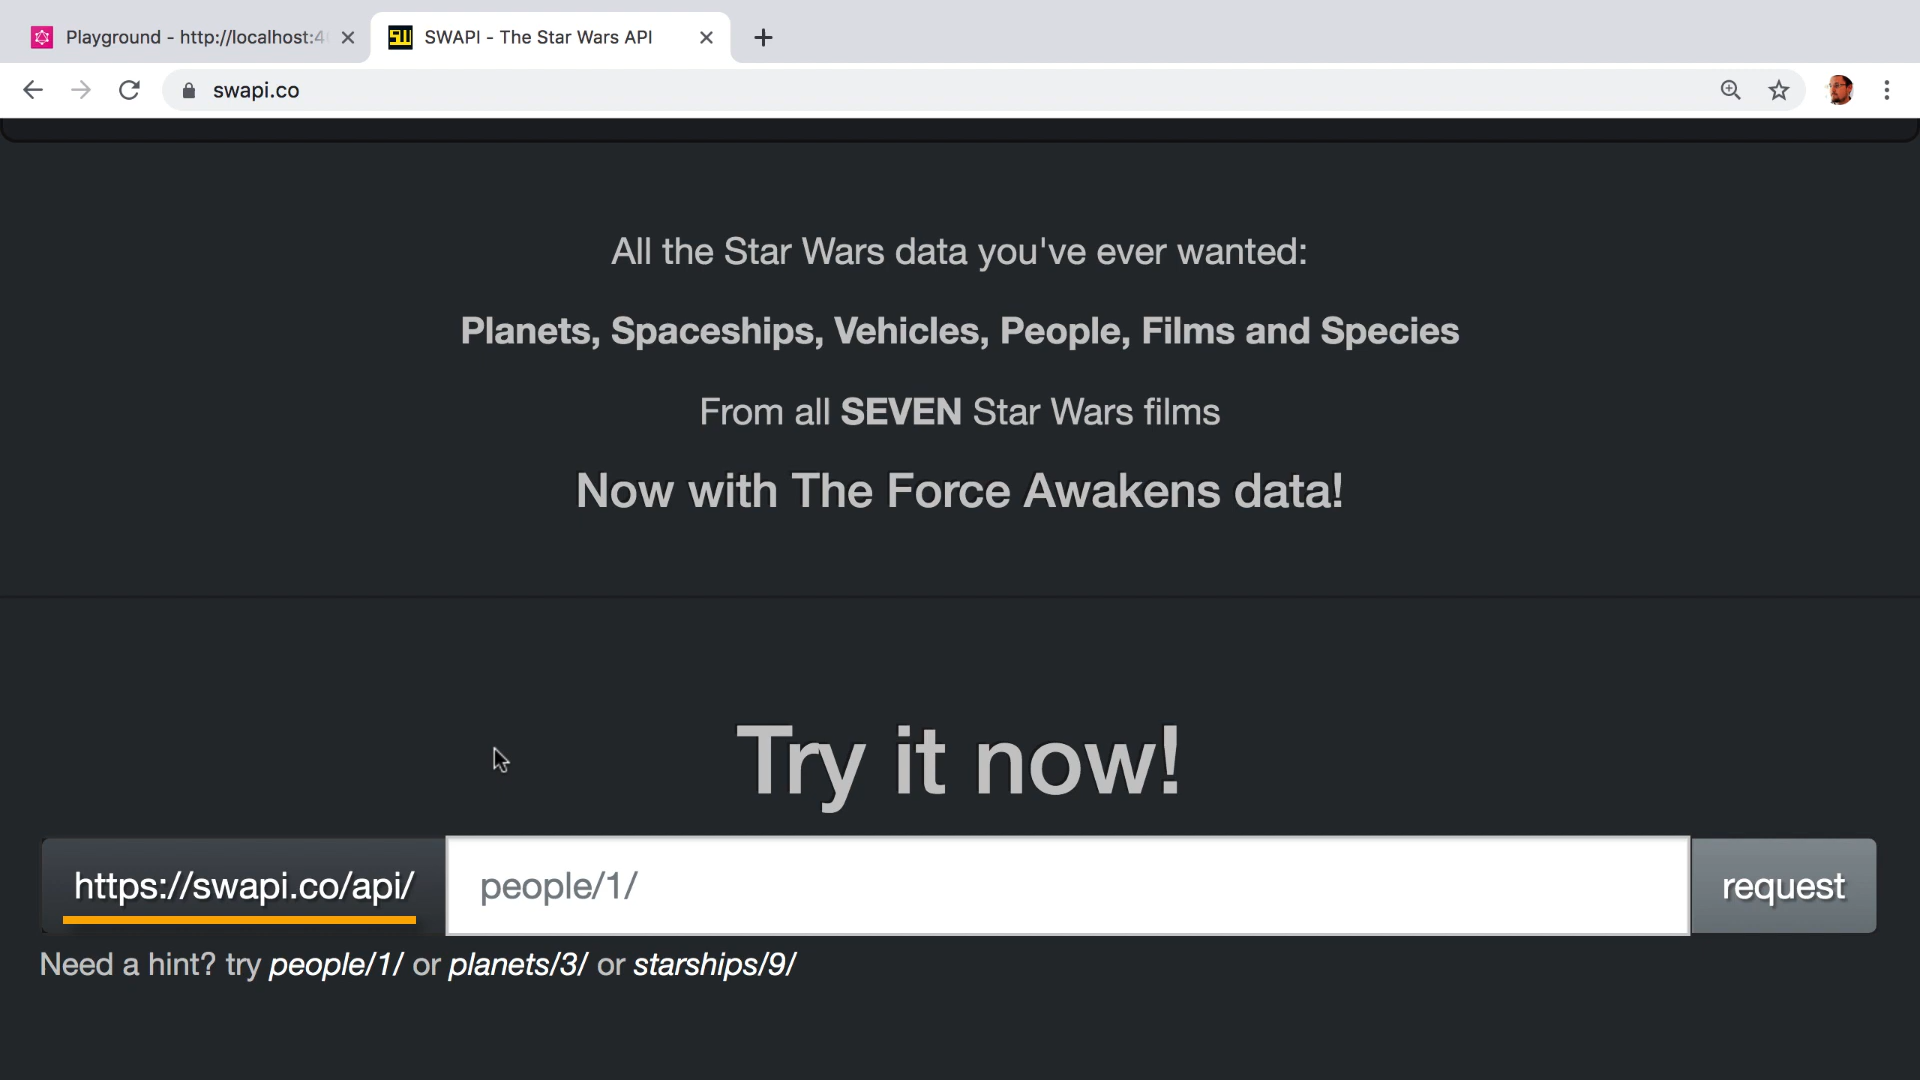 Playground - http://localhost:4
SWAPI - The Star Wars API
swapi.co
All the Star Wars data you've ever wanted:
Planets, Spaceships, Vehicles, People, Films and Species
From all SEVEN Star Wars films
Now with The Force Awakens data!
Try it now!
https://swapi.co/api/ people/1/ request
Need a hint? try people/1/ or planets/3/ or starships/9/